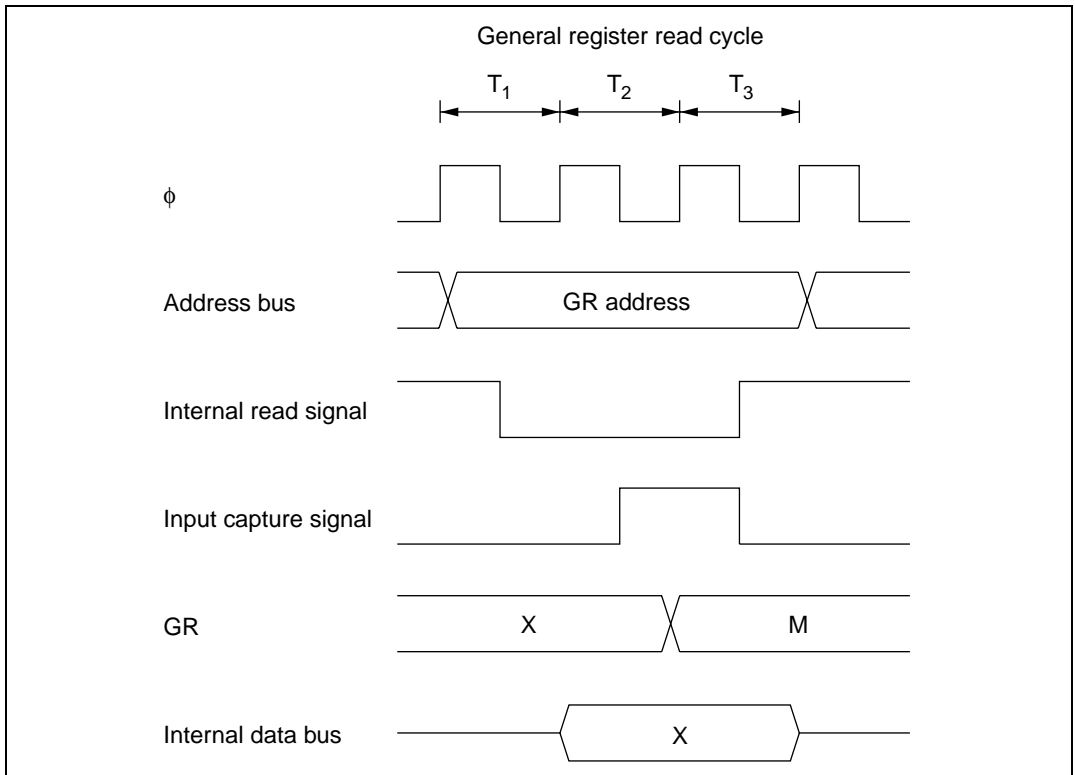 General register read cycle
T1 T2 T3
φ
Address bus
GR address
Internal read signal
Input capture signal
GR
X
M
Internal data bus
X